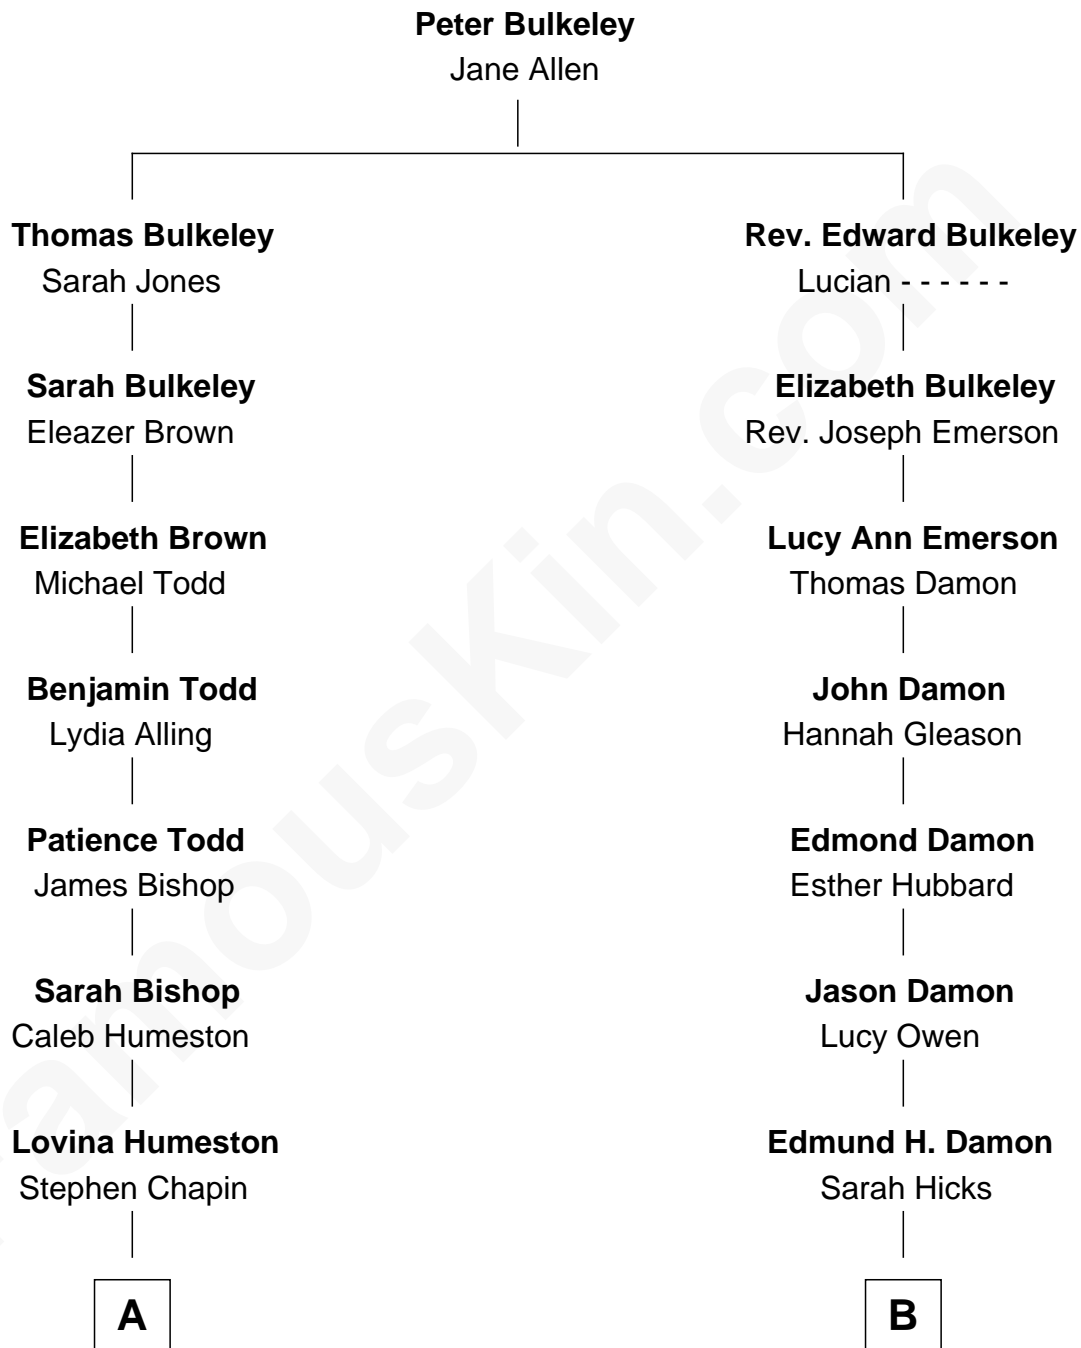 Peter Bulkeley
Jane Allen
Thomas Bulkeley
Sarah Jones
Sarah Bulkeley
Eleazer Brown
Elizabeth Brown
Michael Todd
Benjamin Todd
Lydia Alling
Patience Todd
James Bishop
Sarah Bishop
Caleb Humeston
Lovina Humeston
Stephen Chapin
A
Rev. Edward Bulkeley
Lucian - - - - - -
Elizabeth Bulkeley
Rev. Joseph Emerson
Lucy Ann Emerson
Thomas Damon
John Damon
Hannah Gleason
Edmond Damon
Esther Hubbard
Jason Damon
Lucy Owen
Edmund H. Damon
Sarah Hicks
B
FamousKin.com